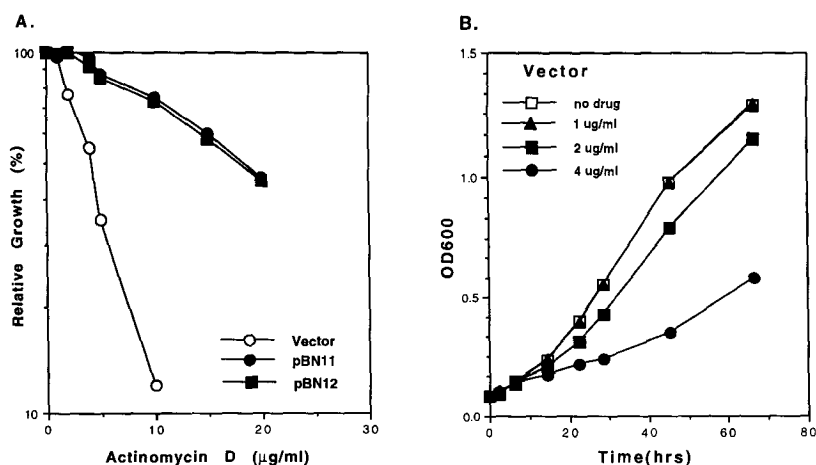 A.
100
10
Relative Growth (%)
0
10
20
30
Actinomycin D (µg/ml)
Vector
pBN11
pBN12
B.
1.5
1.0
0.5
0.0
OD600
0
20
40
60
80
Time(hrs)
Vector
no drug
1 ug/ml
2 ug/ml
4 ug/ml